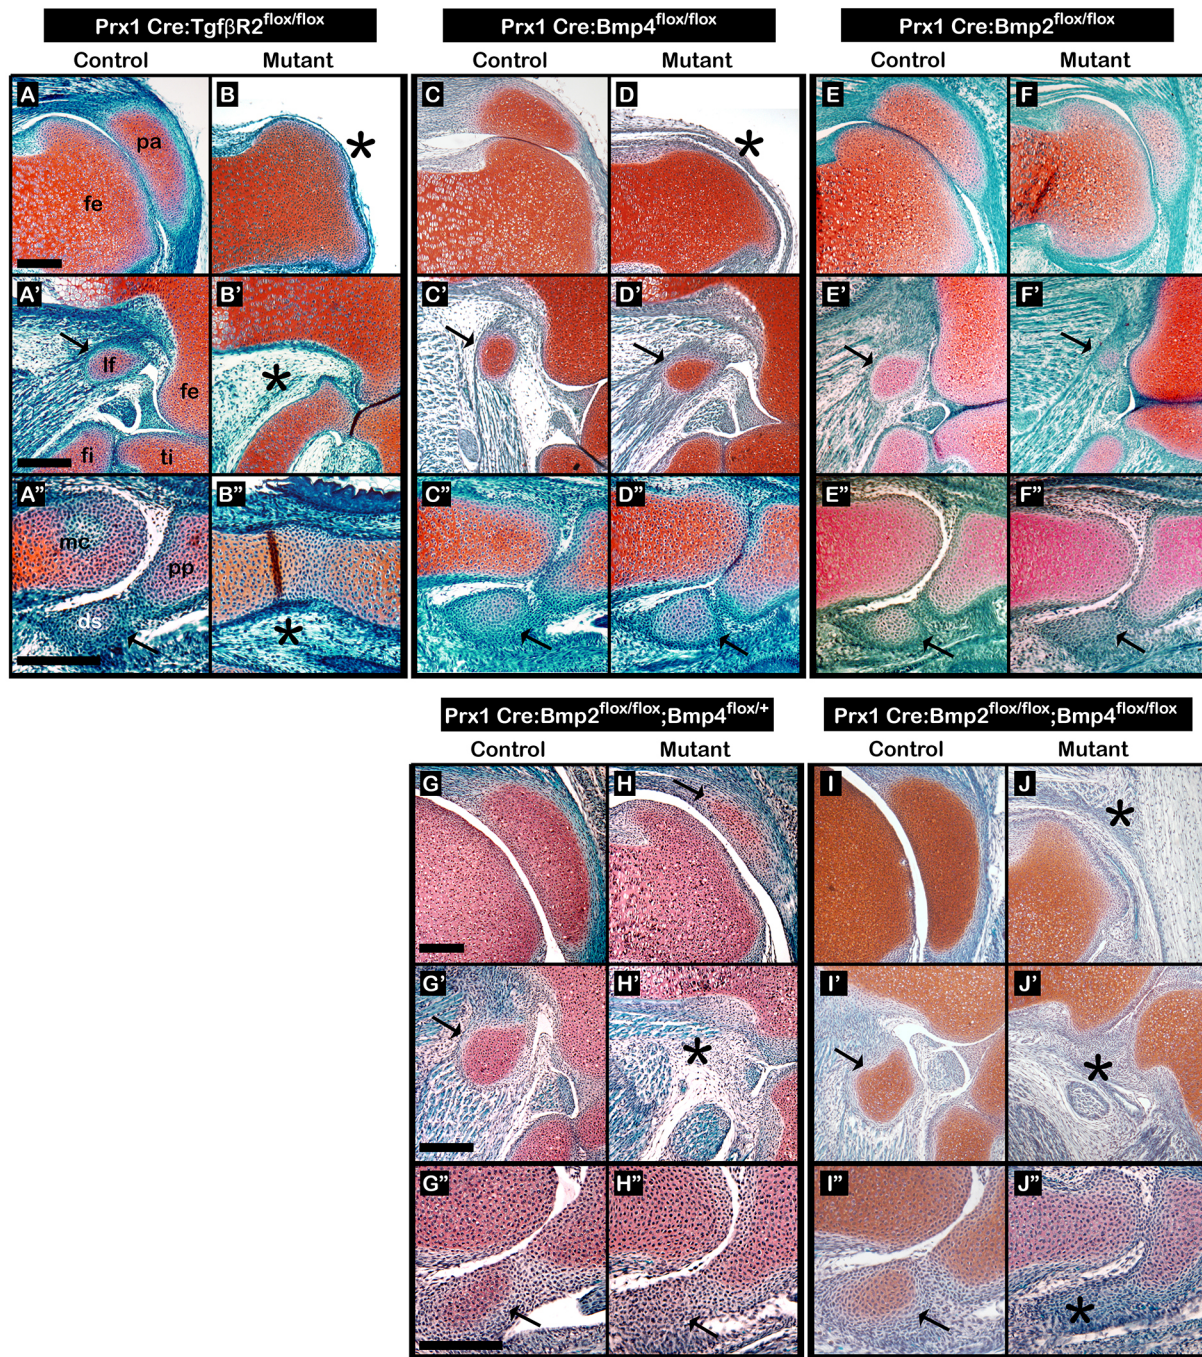 Prx1 Cre:TgfβR2flox/flox
Prx1 Cre:Bmp4flox/flox
Prx1 Cre:Bmp2flox/flox
Control Mutant
Control Mutant
Control Mutant
A
pa
fe
B
C
D
E
F
A'
lf
fe
fi
ti
B'
C'
D'
E'
F'
A"
mc
pp
ds
B"
C"
D"
E"
F"
Prx1 Cre:Bmp2flox/flox;Bmp4flox/+
Prx1 Cre:Bmp2flox/flox;Bmp4flox/flox
Control Mutant
Control Mutant
G
H
I
J
G'
H'
I'
J'
G"
H"
I"
J"